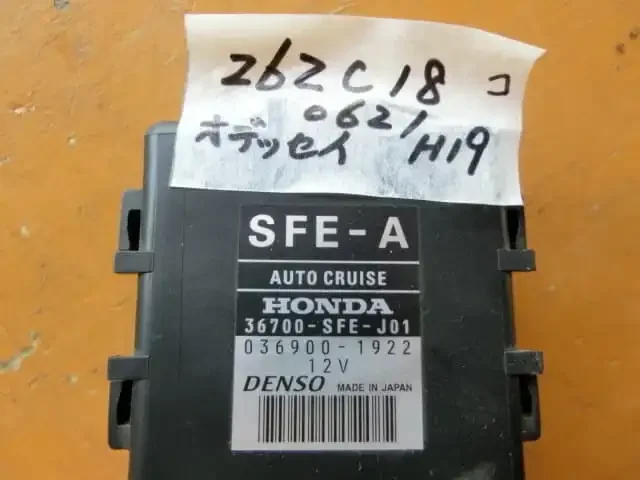 262C18 コ
0621
オデッセイ H19
SFE-A
AUTO CRUISE
HONDA
36700-SFE-J01
036900-1922
12V
DENSO MADE IN JAPAN